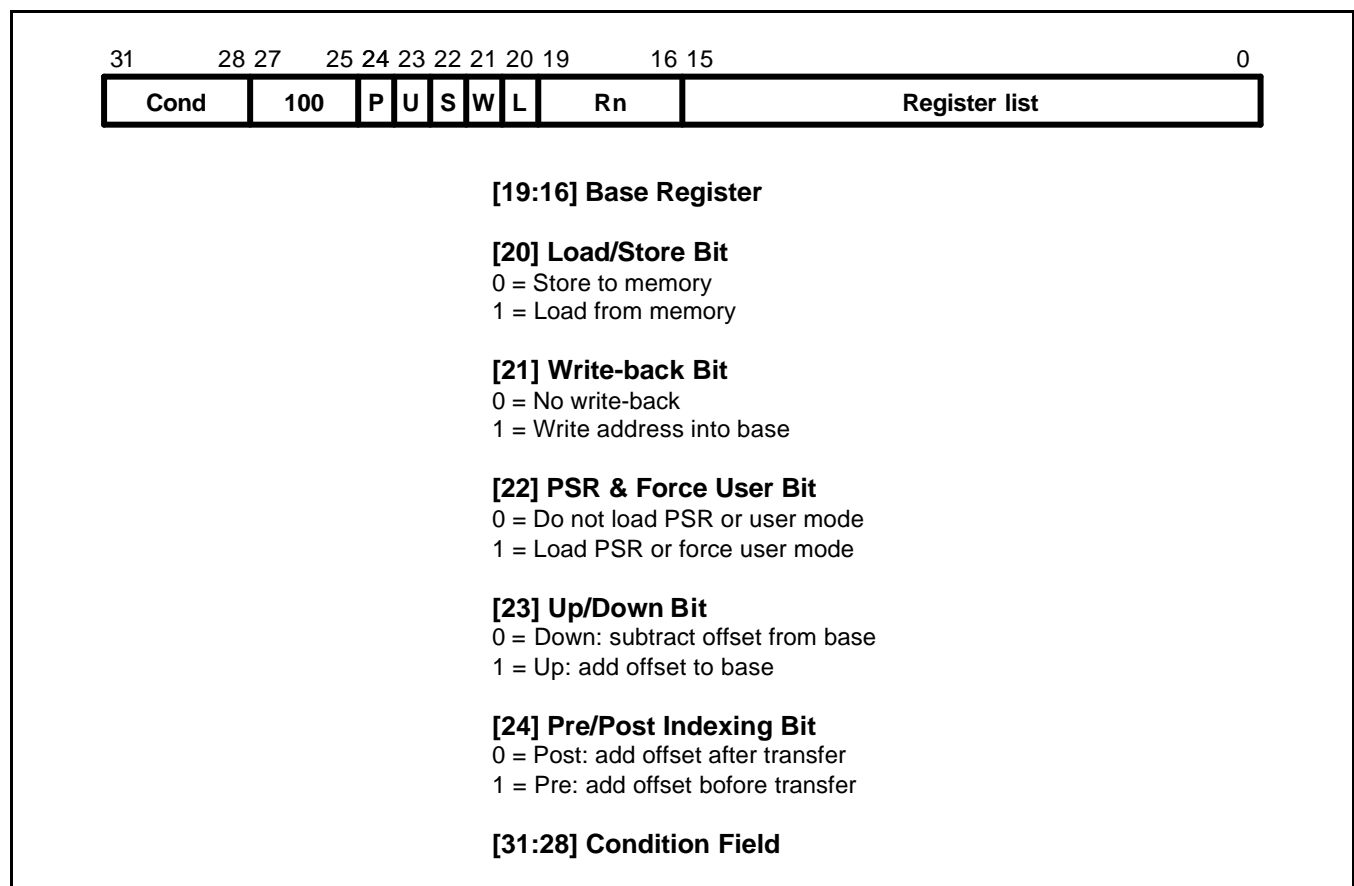 31 28 27 25 24 23 22 21 20 19 16 15 0
Cond 100 P U S W L Rn Register list
[19:16] Base Register
[20] Load/Store Bit
0 = Store to memory
1 = Load from memory
[21] Write-back Bit
0 = No write-back
1 = Write address into base
[22] PSR & Force User Bit
0 = Do not load PSR or user mode
1 = Load PSR or force user mode
[23] Up/Down Bit
0 = Down: subtract offset from base
1 = Up: add offset to base
[24] Pre/Post Indexing Bit
0 = Post: add offset after transfer
1 = Pre: add offset bofore transfer
[31:28] Condition Field